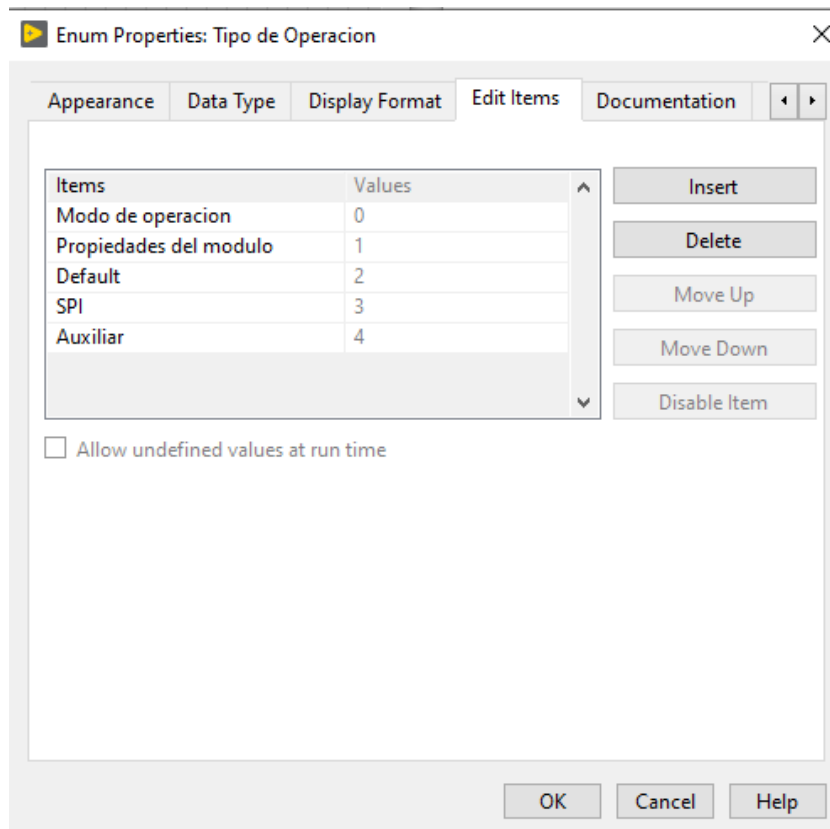 Enum Properties: Tipo de Operacion
Appearance Data Type Display Format Edit Items Documentation
Items Values
Modo de operacion 0
Propiedades del modulo 1
Default 2
SPI 3
Auxiliar 4
Insert
Delete
Move Up
Move Down
Disable Item
Allow undefined values at run time
OK Cancel Help